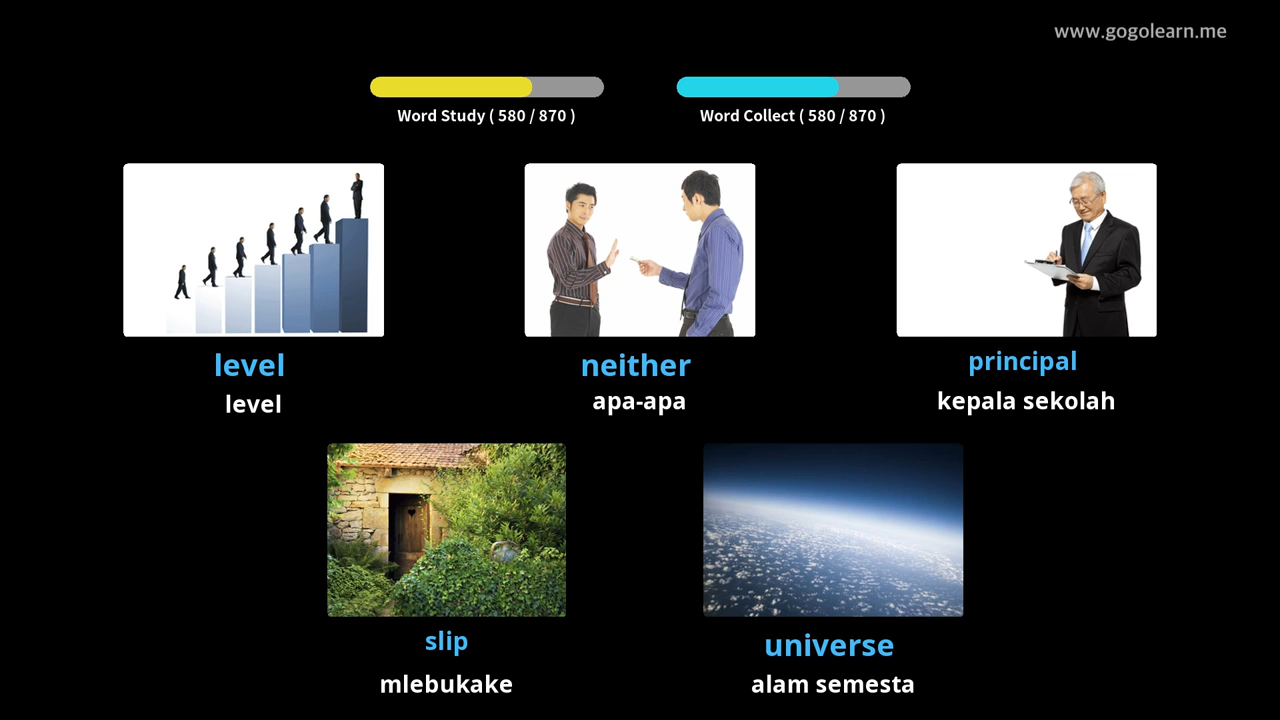 www.gogolearn.me
Word Study ( 580 / 870 )
Word Collect ( 580 / 870 )
level
level
neither
apa-apa
principal
kepala sekolah
slip
mlebukake
universe
alam semesta